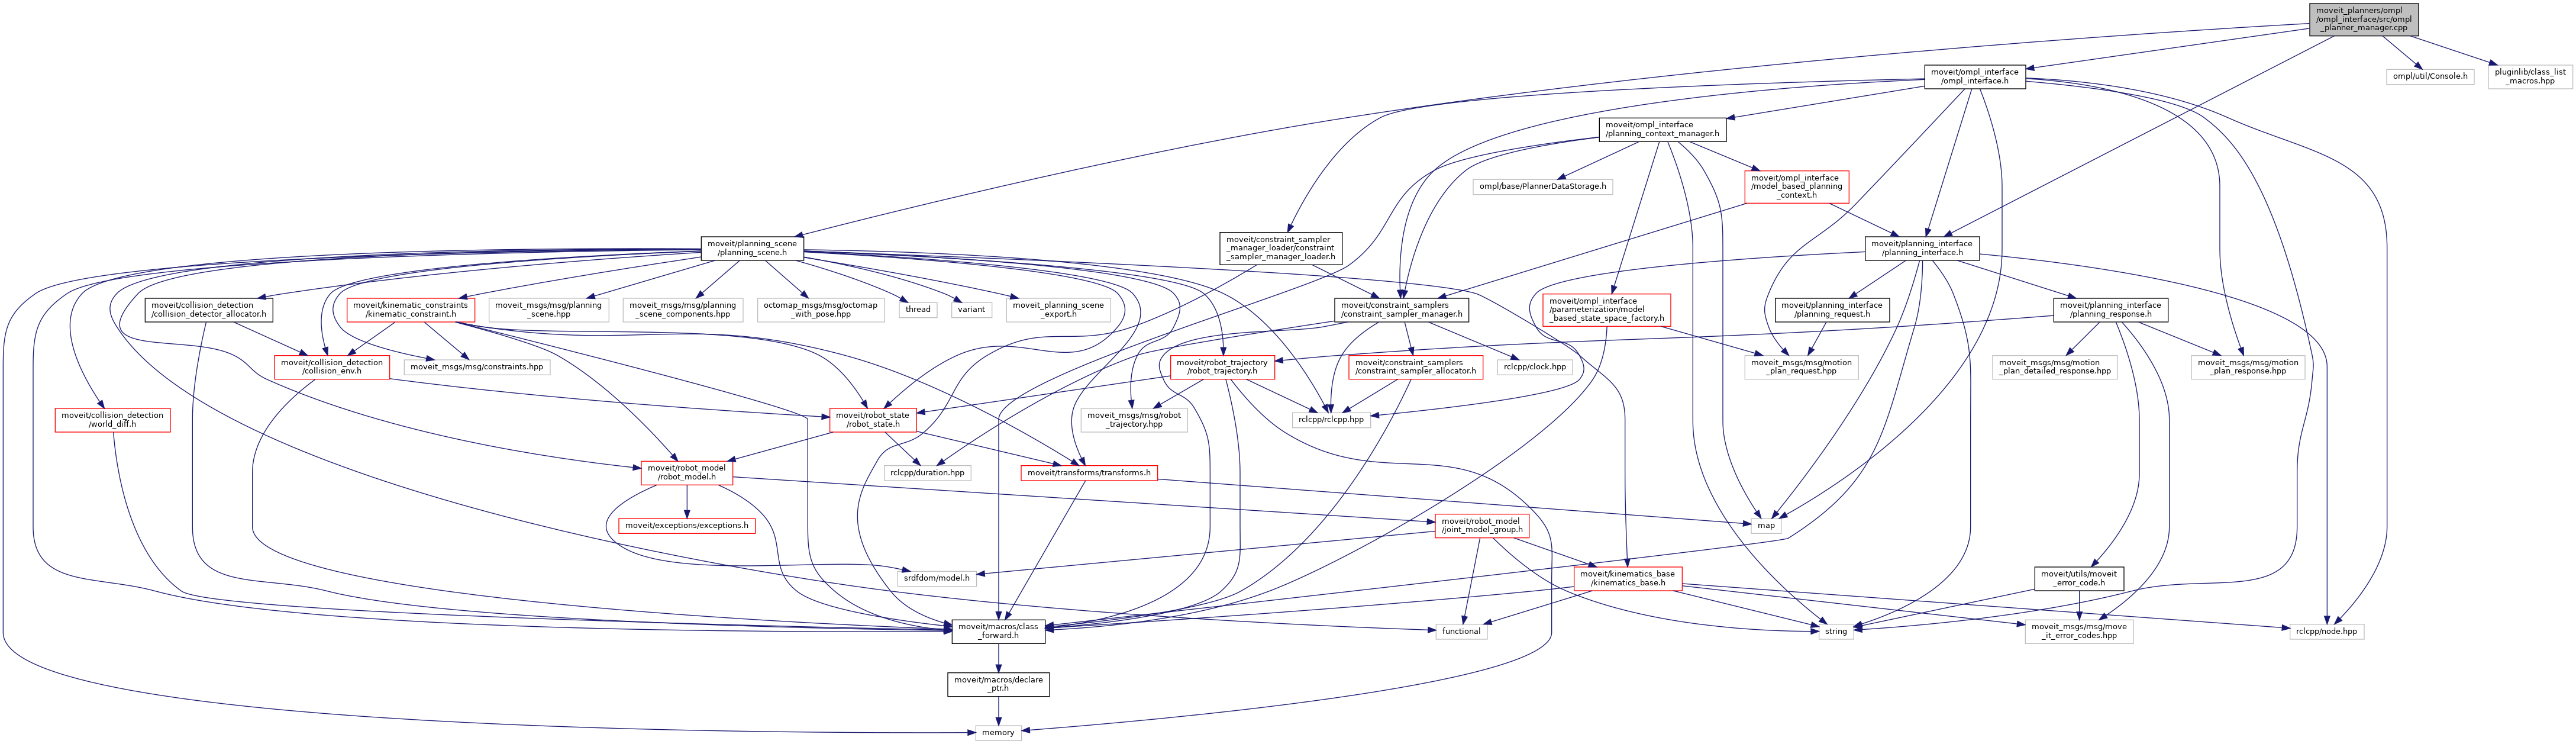 moveit_planners/ompl
/ompl_interface/src/ompl
_planner_manager.cpp
moveit/ompl_interface
/ompl_interface.h
ompl/util/Console.h
pluginlib/class_list
_macros.hpp
moveit/ompl_interface
/planning_context_manager.h
ompl/base/PlannerDataStorage.h
moveit/ompl_interface
/model_based_planning
_context.h
moveit/planning_scene
/planning_scene.h
moveit/constraint_sampler
_manager_loader/constraint
_sampler_manager_loader.h
moveit/planning_interface
/planning_interface.h
moveit/collision_detection
/collision_detector_allocator.h
moveit/kinematic_constraints
/kinematic_constraint.h
moveit_msgs/msg/planning
_scene.hpp
moveit_msgs/msg/planning
_scene_components.hpp
octomap_msgs/msg/octomap
_with_pose.hpp
thread
variant
moveit_planning_scene
_export.h
moveit/constraint_samplers
/constraint_sampler_manager.h
moveit/ompl_interface
/parameterization/model
_based_state_space_factory.h
moveit/planning_interface
/planning_request.h
moveit/planning_interface
/planning_response.h
moveit/collision_detection
/collision_env.h
moveit_msgs/msg/constraints.hpp
moveit/robot_trajectory
/robot_trajectory.h
moveit/constraint_samplers
/constraint_sampler_allocator.h
rclcpp/clock.hpp
moveit_msgs/msg/motion
_plan_request.hpp
moveit_msgs/msg/motion
_plan_detailed_response.hpp
moveit_msgs/msg/motion
_plan_response.hpp
moveit/collision_detection
/world_diff.h
moveit/robot_state
/robot_state.h
moveit_msgs/msg/robot
_trajectory.hpp
rclcpp/rclcpp.hpp
moveit/robot_model
/robot_model.h
rclcpp/duration.hpp
moveit/transforms/transforms.h
moveit/exceptions/exceptions.h
moveit/robot_model
/joint_model_group.h
map
srdfdom/model.h
moveit/kinematics_base
/kinematics_base.h
moveit/utils/moveit
_error_code.h
moveit/macros/class
_forward.h
functional
string
moveit_msgs/msg/move
_it_error_codes.hpp
rclcpp/node.hpp
moveit/macros/declare
_ptr.h
memory